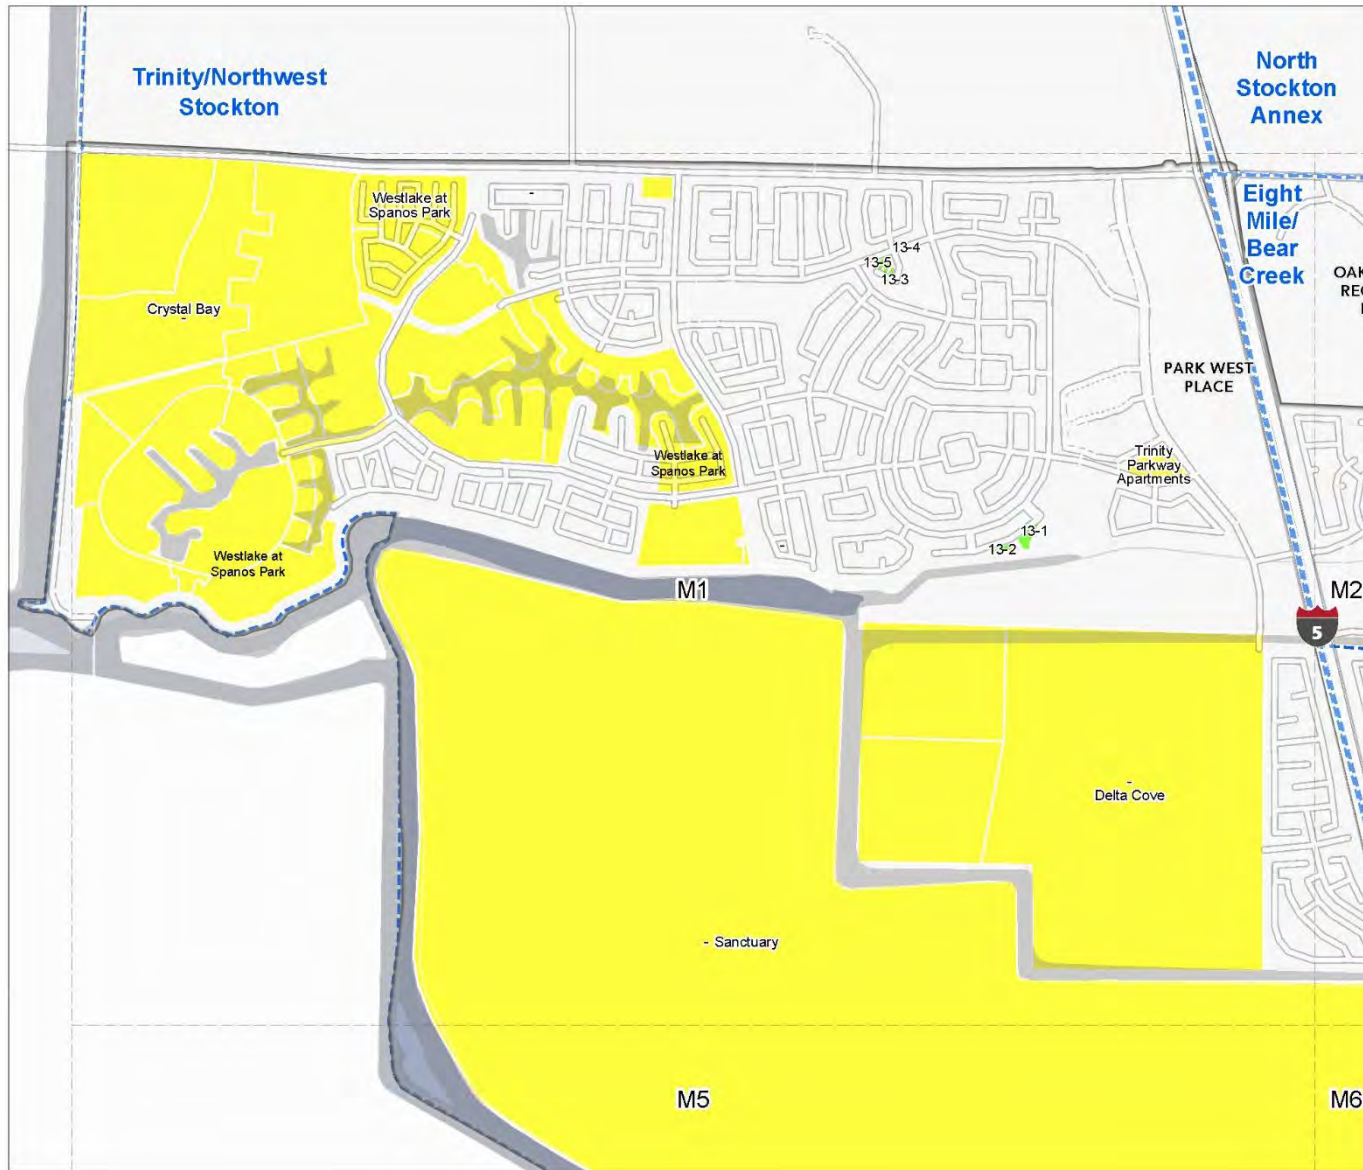 Trinity/Northwest
Stockton
North
Stockton
Annex
Westlake at
Spanos Park
Eight
Mile/
Bear
Creek
13-4
13-5
13-3
OAK
REC
Crystal Bay
PARK WEST
PLACE
Westlake at
Spanos Park
Trinity
Parkway
Apartments
13-1
13-2
Westlake at
Spanos Park
M1
M2
5
- Delta Cove
- Sanctuary
M5
M6